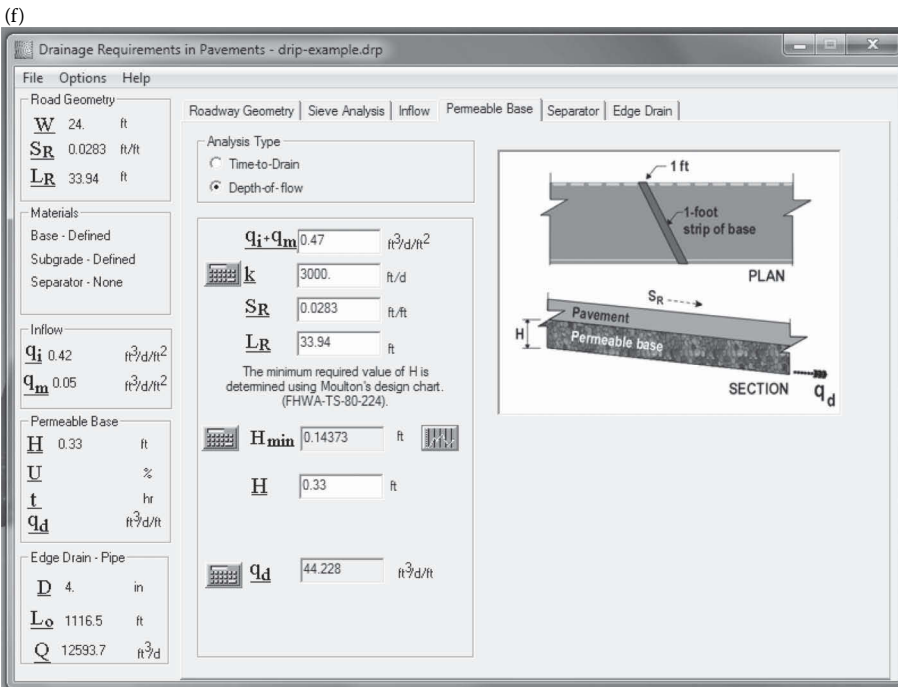 (f)
Drainage Requirements in Pavements - drip-example.drp
File Options Help
Road Geometry
W 24. ft
SR 0.0283 ft/ft
LR 33.94 ft
Materials
Base - Defined
Subgrade - Defined
Separator - None
Inflow
qi 0.42 ft3/d/ft2
qm 0.05 ft3/d/ft2
Permeable Base
H 0.33 ft
U %
t hr
qd ft3/d/ft
Edge Drain - Pipe
D 4. in
Lo 1116.5 ft
Q 12593.7 ft3/d
Roadway Geometry Sieve Analysis Inflow Permeable Base Separator Edge Drain
Analysis Type
Time-to-Drain
Depth-of-flow
qi+qm 0.47 ft3/d/ft2
k 3000. ft/d
SR 0.0283 ft/ft
LR 33.94 ft
The minimum required value of H is
determined using Moulton's design chart.
(FHWA-TS-80-224).
Hmin 0.14373 ft
H 0.33 ft
qd 44.228 ft3/d/ft
1 ft
1-foot
strip of base
PLAN
SR
Pavement
H
Permeable base
SECTION
qd